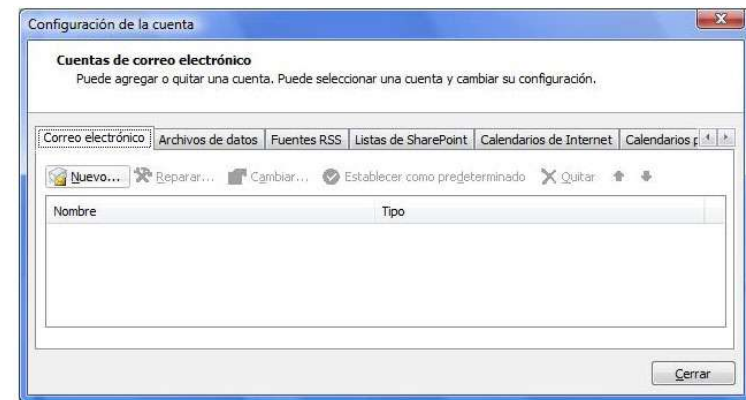 Configuración de la cuenta
Cuentas de correo electrónico
Puede agregar o quitar una cuenta. Puede seleccionar una cuenta y cambiar su configuración.
Correo electrónico Archivos de datos Fuentes RSS Listas de SharePoint Calendarios de Internet Calendarios p
Nuevo... Reparar... Cambiar... Establecer como predeterminado Quitar
Nombre Tipo
Cerrar